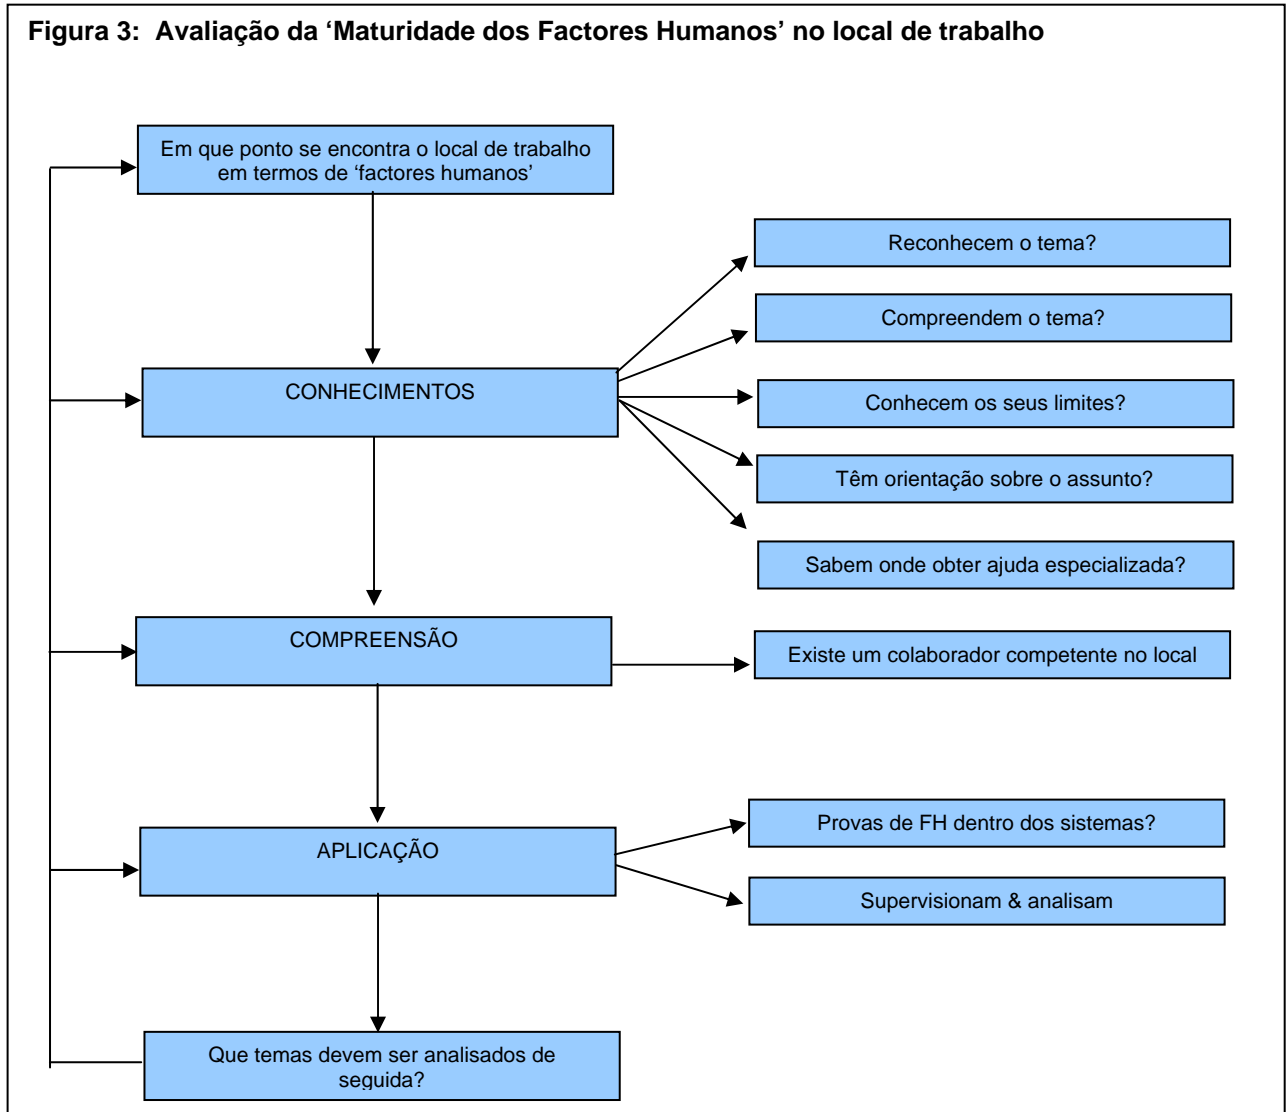 Figura 3: Avaliação da ‘Maturidade dos Factores Humanos’ no local de trabalho
Em que ponto se encontra o local de trabalho
em termos de ‘factores humanos’
Reconhecem o tema?
Compreendem o tema?
CONHECIMENTOS
Conhecem os seus limites?
Têm orientação sobre o assunto?
Sabem onde obter ajuda especializada?
COMPREENSÃO
Existe um colaborador competente no local
Provas de FH dentro dos sistemas?
APLICAÇÃO
Supervisionam & analisam
Que temas devem ser analisados de
seguida?